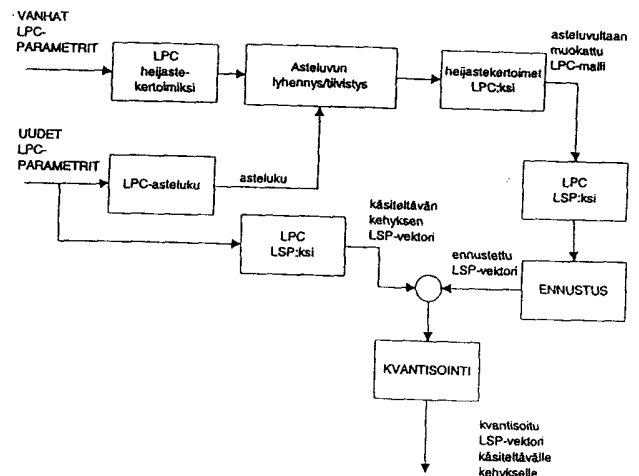 VANHAT
LPC-
PARAMETRIT
LPC
heijaste-
kertoimiksi
Asteluvun
lyhennys/tiivistys
heijastekertoimet
LPC:ksi
asteluvultaan
muokattu
LPC-malli
UUDET
LPC-
PARAMETRIT
LPC-asteluku
asteluku
LPC
LSP:ksi
käsiteltävän
kehyksen
LSP-vektori
LPC
LSP:ksi
ennustettu
LSP-vektori
ENNUSTUS
KVANTISOINTI
kvantisoitu
LSP-vektori
käsiteltävälle
kehykselle